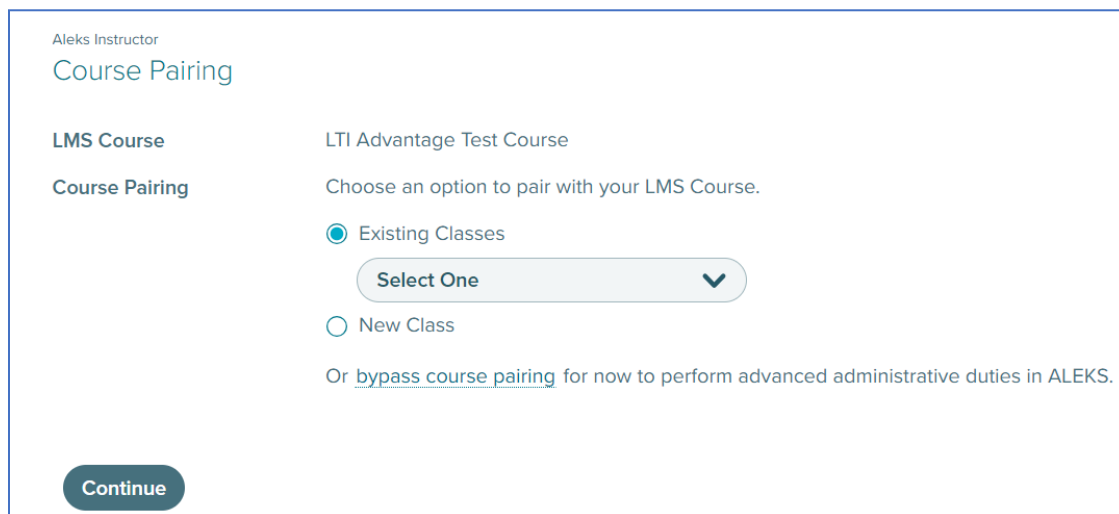 Aleks Instructor
Course Pairing
LMS Course
LTI Advantage Test Course
Course Pairing
Choose an option to pair with your LMS Course.
Existing Classes
Select One
New Class
Or bypass course pairing for now to perform advanced administrative duties in ALEKS.
Continue